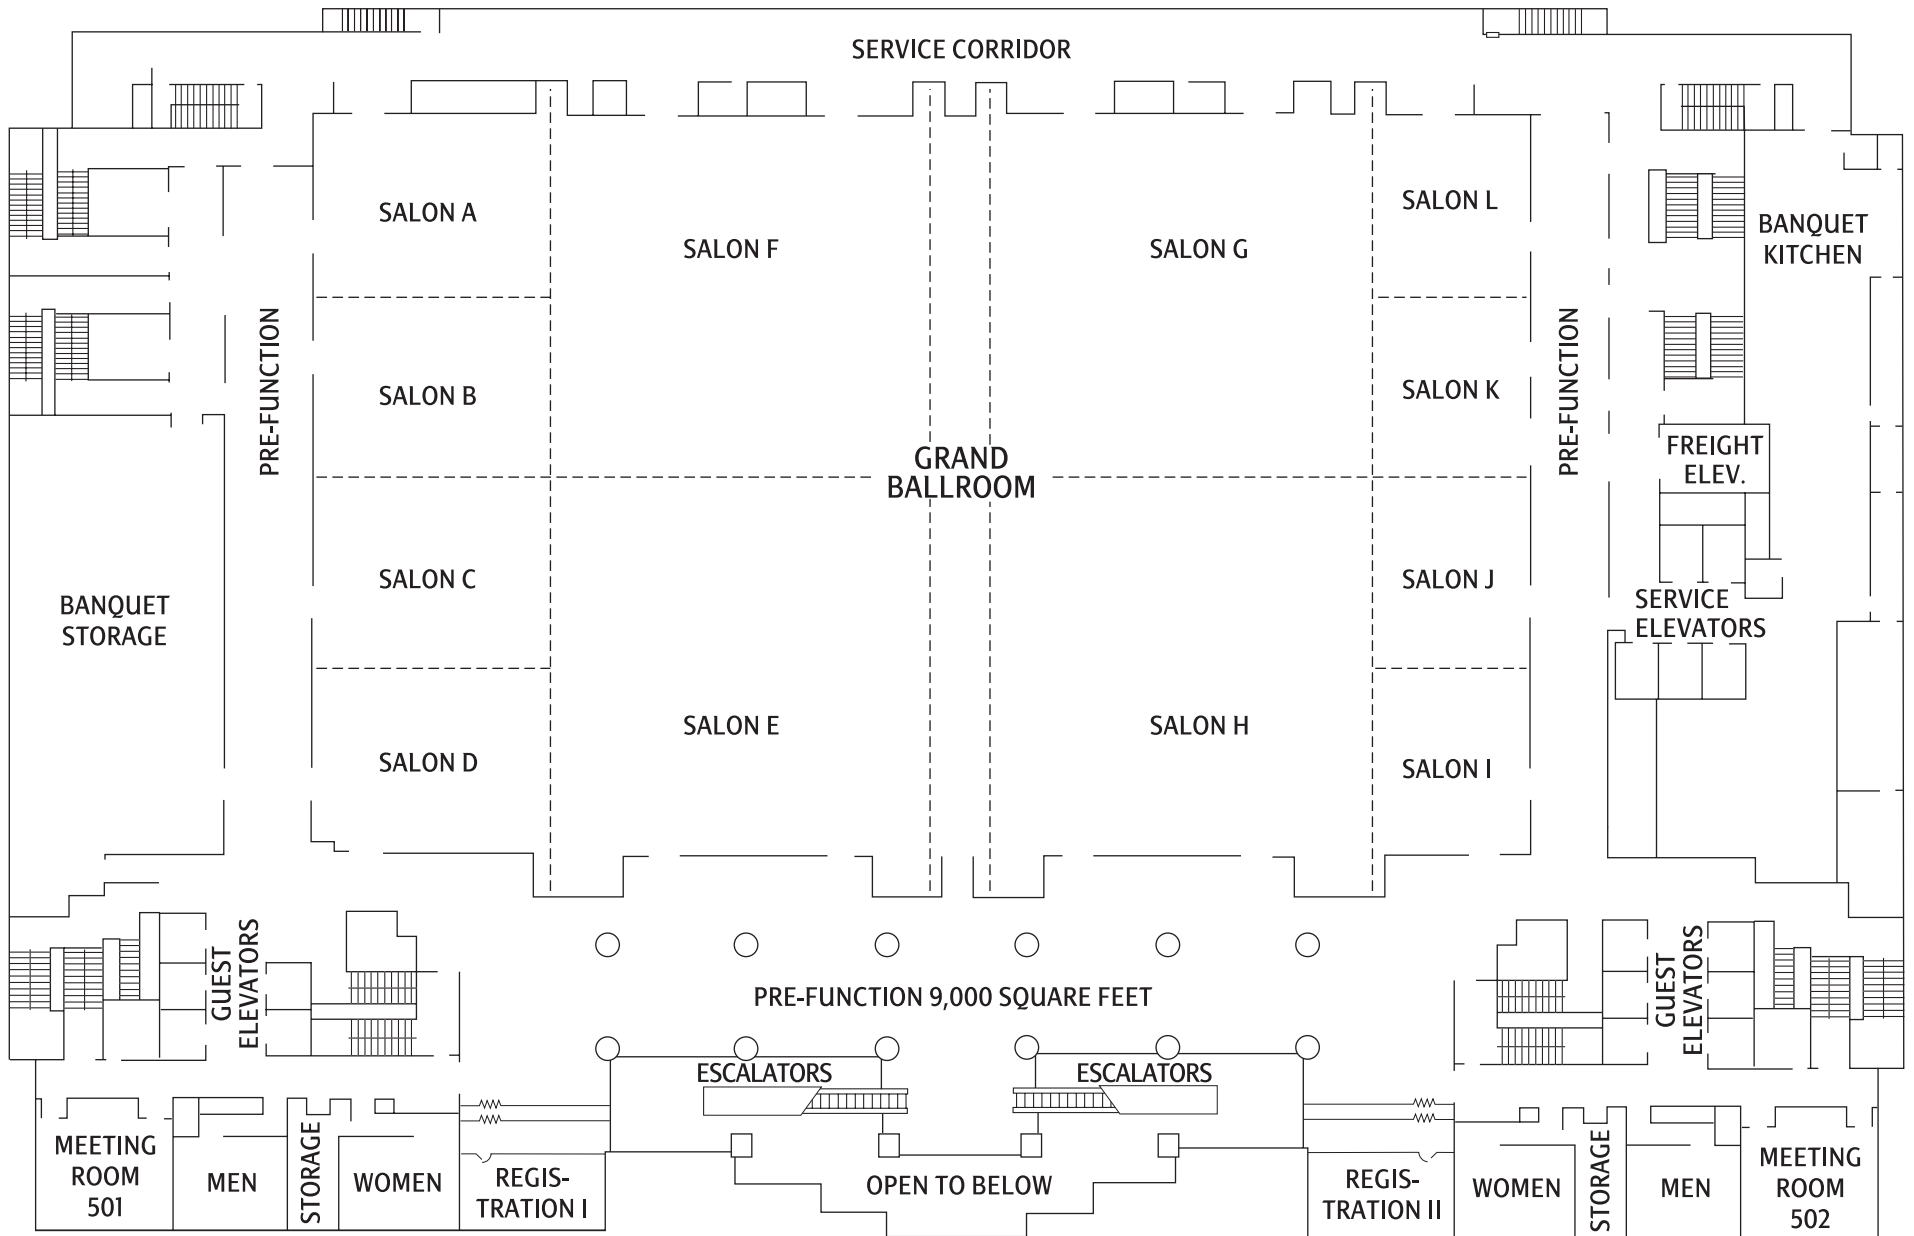 SERVICE CORRIDOR
SALON A
SALON F
SALON G
SALON L
BANQUET
KITCHEN
PRE-FUNCTION
SALON B
SALON K
PRE-FUNCTION
GRAND
BALLROOM
FREIGHT
ELEV.
BANQUET
STORAGE
SALON C
SALON J
SERVICE
ELEVATORS
SALON D
SALON E
SALON H
SALON I
GUEST
ELEVATORS
PRE-FUNCTION 9,000 SQUARE FEET
GUEST
ELEVATORS
ESCALATORS
ESCALATORS
MEETING
ROOM
501
MEN
STORAGE
WOMEN
REGIS-
TRATION I
OPEN TO BELOW
REGIS-
TRATION II
WOMEN
STORAGE
MEN
MEETING
ROOM
502